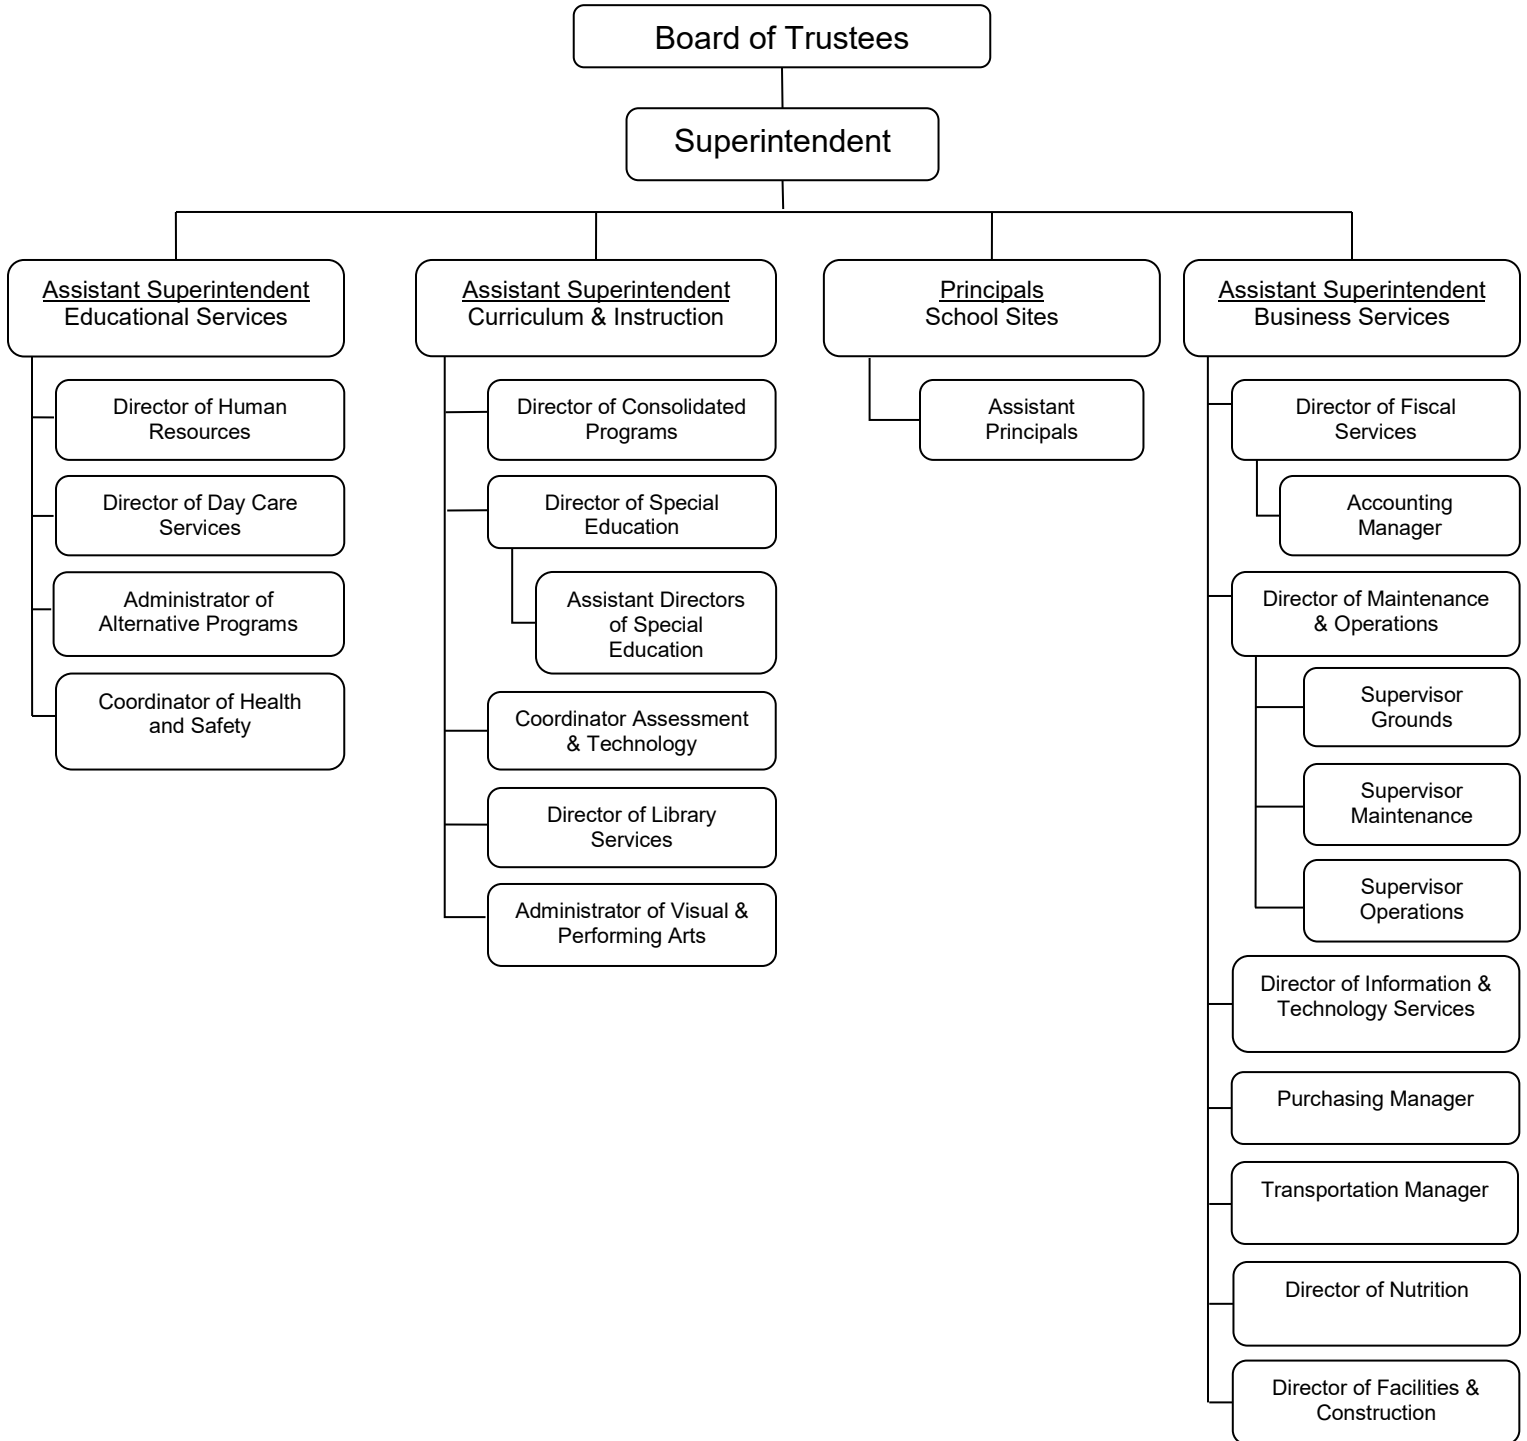 Board of Trustees
Superintendent
Assistant Superintendent
Educational Services
Director of Human
Resources
Director of Day Care
Services
Administrator of
Alternative Programs
Coordinator of Health
and Safety
Assistant Superintendent
Curriculum & Instruction
Director of Consolidated
Programs
Director of Special
Education
Assistant Directors
of Special
Education
Coordinator Assessment
& Technology
Director of Library
Services
Administrator of Visual &
Performing Arts
Principals
School Sites
Assistant
Principals
Assistant Superintendent
Business Services
Director of Fiscal
Services
Accounting
Manager
Director of Maintenance
& Operations
Supervisor
Grounds
Supervisor
Maintenance
Supervisor
Operations
Director of Information &
Technology Services
Purchasing Manager
Transportation Manager
Director of Nutrition
Director of Facilities &
Construction